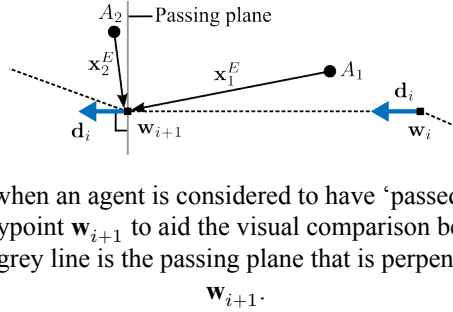 A₂
Passing plane
x₂ᴱ
x₁ᴱ
A₁
dᵢ
dᵢ
wᵢ₊₁
wᵢ
when an agent is considered to have ‘passed
ypoint wᵢ₊₁ to aid the visual comparison be
grey line is the passing plane that is perpen
wᵢ₊₁.